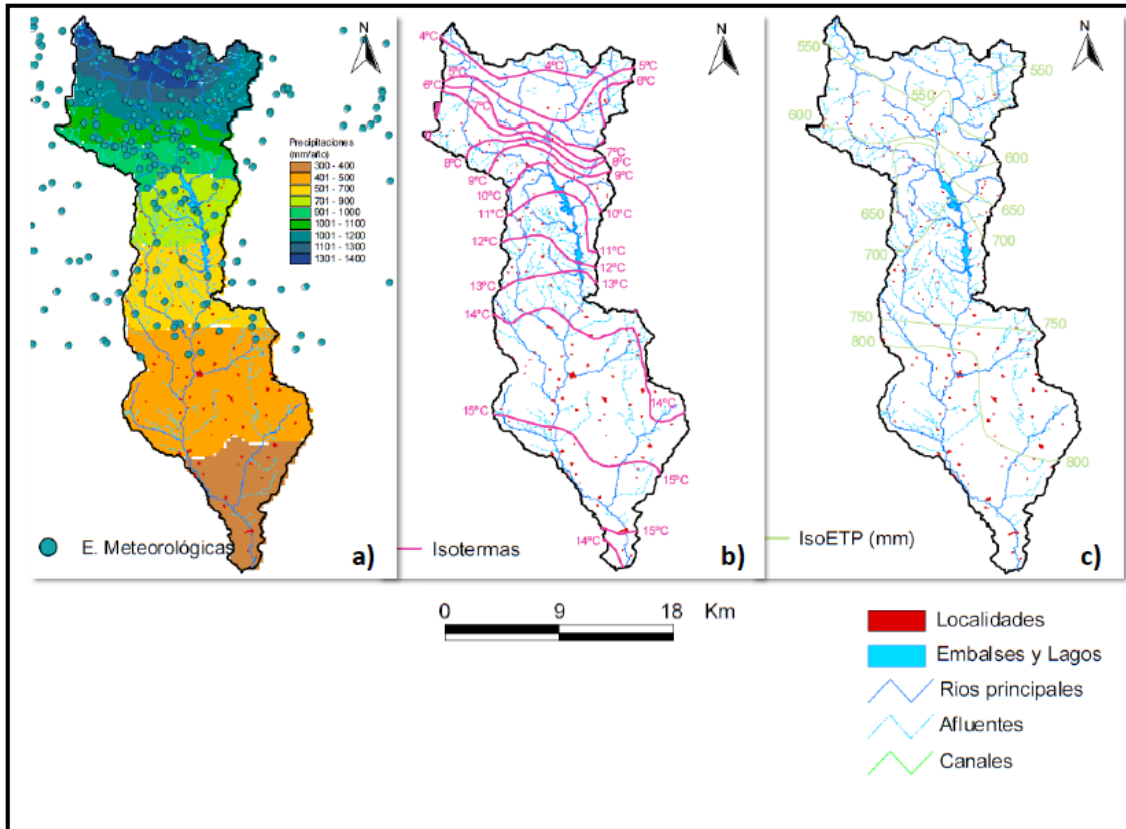 N
Precipitaciones
(mm/año)
300 - 400
401 - 500
501 - 700
701 - 900
901 - 1000
1001 - 1100
1001 - 1200
1101 - 1300
1301 - 1400
E. Meteorológicas
a)
N
4ºC
4ºC
5ºC
5ºC
6ºC
6ºC
7ºC
7ºC
8ºC
8ºC
9ºC
9ºC
10ºC
10ºC
11ºC
11ºC
12ºC
12ºC
13ºC
13ºC
14ºC
14ºC
15ºC
15ºC
15ºC
14ºC
Isotermas
b)
N
550
550
550
600
600
650
650
700
700
750
750
800
800
IsoETP (mm)
c)
0 9 18 Km
Localidades
Embalses y Lagos
Rios principales
Afluentes
Canales